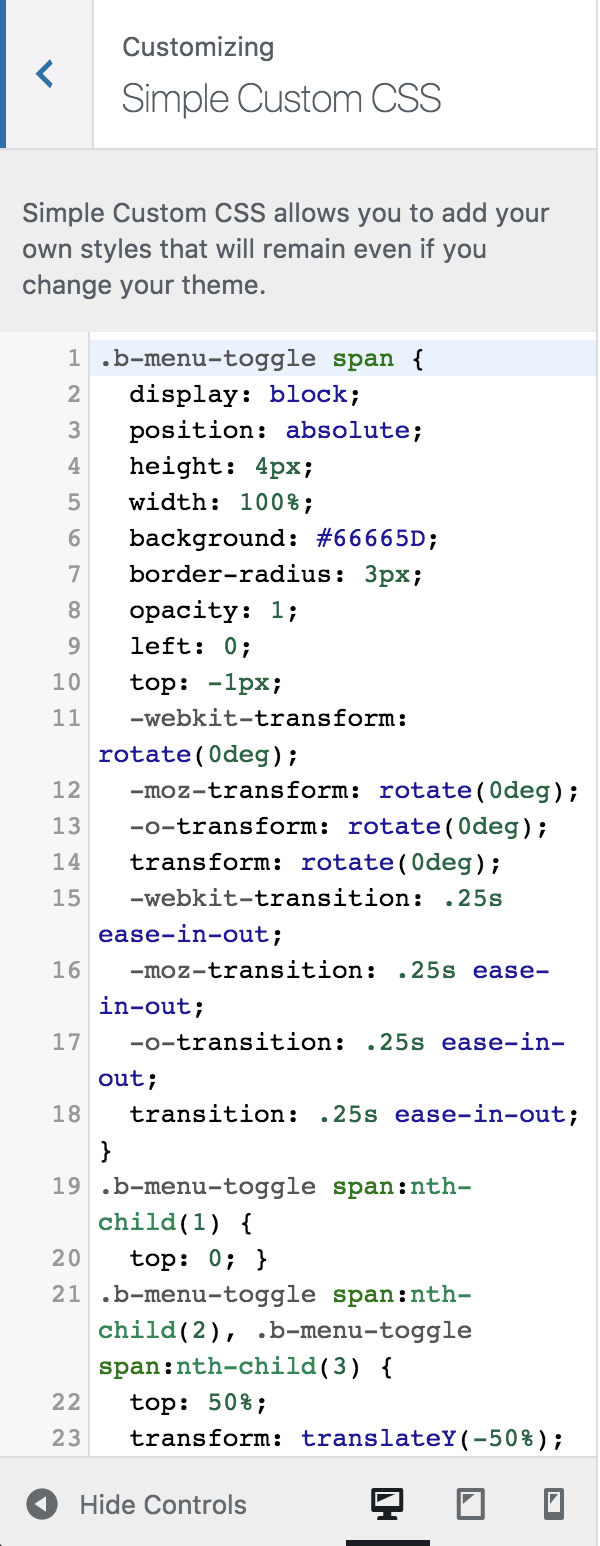 Customizing
Simple Custom CSS
Simple Custom CSS allows you to add your
own styles that will remain even if you
change your theme.
1 .b-menu-toggle span {
2 display: block;
3 position: absolute;
4 height: 4px;
5 width: 100%;
6 background: #66665D;
7 border-radius: 3px;
8 opacity: 1;
9 left: 0;
10 top: -1px;
11 -webkit-transform:
rotate(0deg);
12 -moz-transform: rotate(0deg);
13 -o-transform: rotate(0deg);
14 transform: rotate(0deg);
15 -webkit-transition: .25s
ease-in-out;
16 -moz-transition: .25s ease-
in-out;
17 -o-transition: .25s ease-in-
out;
18 transition: .25s ease-in-out;
}
19 .b-menu-toggle span:nth-
child(1) {
20 top: 0; }
21 .b-menu-toggle span:nth-
child(2), .b-menu-toggle
span:nth-child(3) {
22 top: 50%;
23 transform: translateY(-50%);
Hide Controls